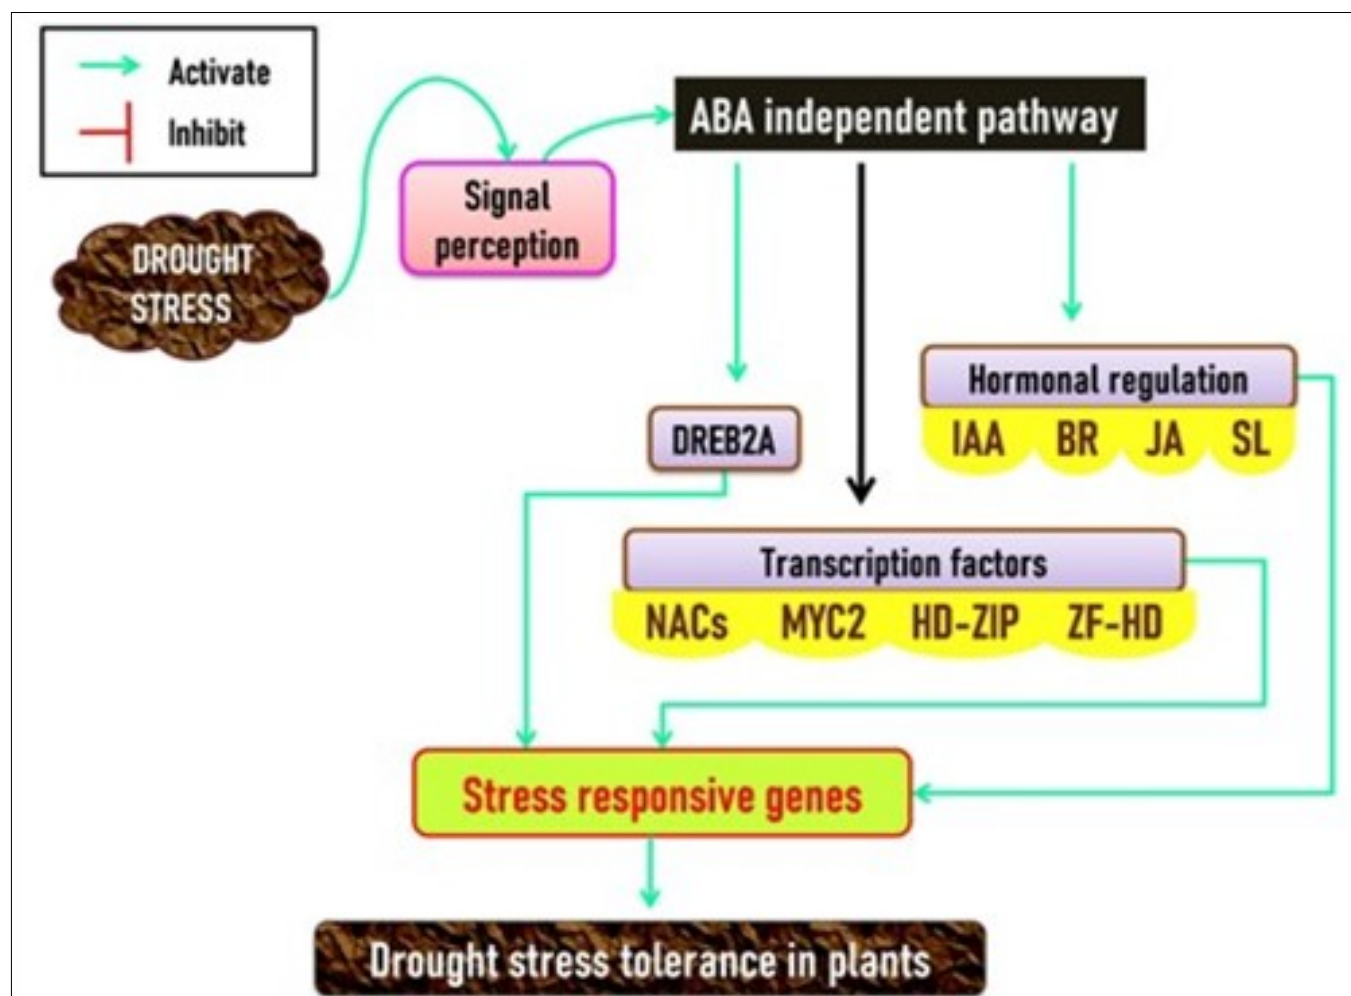 Activate
Inhibit
ABA independent pathway
Signal
perception
DROUGHT
STRESS
Hormonal regulation
IAA BR JA SL
DREB2A
Transcription factors
NACs MYC2 HD-ZIP ZF-HD
Stress responsive genes
Drought stress tolerance in plants